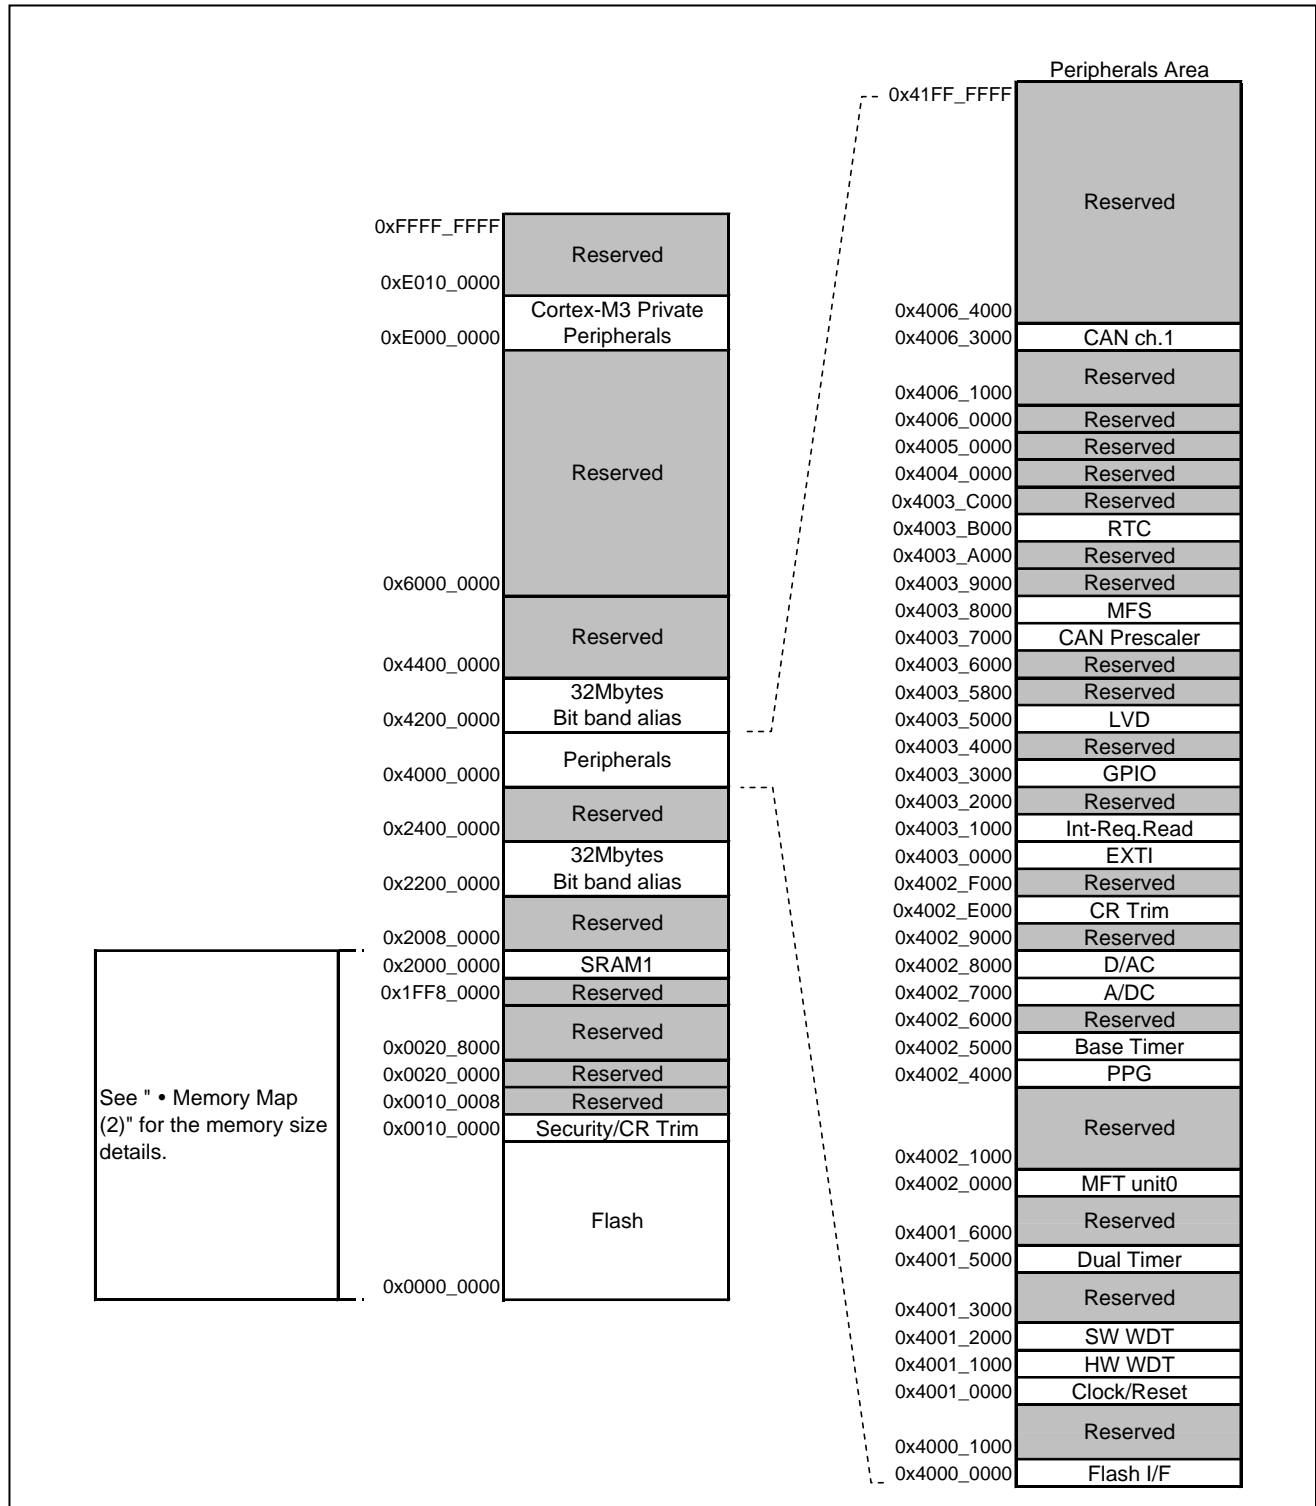 Peripherals Area
0x41FF_FFFF
Reserved
0x4006_4000
0x4006_3000 CAN ch.1
Reserved
0x4006_1000
0x4006_0000 Reserved
0x4005_0000 Reserved
0x4004_0000 Reserved
0x4003_C000 Reserved
0x4003_B000 RTC
0x4003_A000 Reserved
0x4003_9000 Reserved
0x4003_8000 MFS
0x4003_7000 CAN Prescaler
0x4003_6000 Reserved
0x4003_5800 Reserved
0x4003_5000 LVD
0x4003_4000 Reserved
0x4003_3000 GPIO
0x4003_2000 Reserved
0x4003_1000 Int-Req.Read
0x4003_0000 EXTI
0x4002_F000 Reserved
0x4002_E000 CR Trim
0x4002_9000 Reserved
0x4002_8000 D/AC
0x4002_7000 A/DC
0x4002_6000 Reserved
0x4002_5000 Base Timer
0x4002_4000 PPG
Reserved
0x4002_1000
0x4002_0000 MFT unit0
Reserved
0x4001_6000
0x4001_5000 Dual Timer
Reserved
0x4001_3000
0x4001_2000 SW WDT
0x4001_1000 HW WDT
0x4001_0000 Clock/Reset
Reserved
0x4000_1000
0x4000_0000 Flash I/F
0xFFFF_FFFF
Reserved
0xE010_0000
Cortex-M3 Private
0xE000_0000 Peripherals
Reserved
0x6000_0000
Reserved
0x4400_0000
32Mbytes
0x4200_0000 Bit band alias
Peripherals
0x4000_0000
Reserved
0x2400_0000
32Mbytes
0x2200_0000 Bit band alias
Reserved
0x2008_0000
0x2000_0000 SRAM1
0x1FF8_0000 Reserved
Reserved
0x0020_8000
0x0020_0000 Reserved
0x0010_0008 Reserved
0x0010_0000 Security/CR Trim
Flash
0x0000_0000
See " • Memory Map
(2)" for the memory size
details.